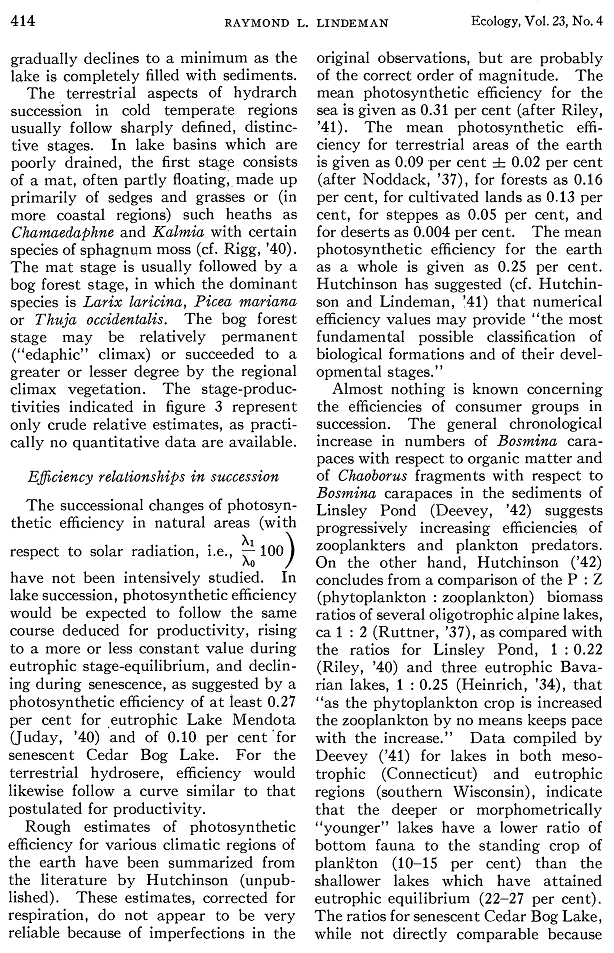 414 RAYMOND L. LINDEMAN Ecology, Vol. 23, No. 4
gradually declines to a minimum as the
lake is completely filled with sediments.
The terrestrial aspects of hydrarch
succession in cold temperate regions
usually follow sharply defined, distinc-
tive stages. In lake basins which are
poorly drained, the first stage consists
of a mat, often partly floating, made up
primarily of sedges and grasses or (in
more coastal regions) such heaths as
Chamaedaphne and Kalmia with certain
species of sphagnum moss (cf. Rigg, '40).
The mat stage is usually followed by a
bog forest stage, in which the dominant
species is Larix laricina, Picea mariana
or Thuja occidentalis. The bog forest
stage may be relatively permanent
("edaphic" climax) or succeeded to a
greater or lesser degree by the regional
climax vegetation. The stage-produc-
tivities indicated in figure 3 represent
only crude relative estimates, as practi-
cally no quantitative data are available.
Efficiency relationships in succession
The successional changes of photosyn-
thetic efficiency in natural areas (with
respect to solar radiation, i.e., λ1/λ0 100)
have not been intensively studied. In
lake succession, photosynthetic efficiency
would be expected to follow the same
course deduced for productivity, rising
to a more or less constant value during
eutrophic stage-equilibrium, and declin-
ing during senescence, as suggested by a
photosynthetic efficiency of at least 0.27
per cent for eutrophic Lake Mendota
(Juday, '40) and of 0.10 per cent for
senescent Cedar Bog Lake. For the
terrestrial hydrosere, efficiency would
likewise follow a curve similar to that
postulated for productivity.
Rough estimates of photosynthetic
efficiency for various climatic regions of
the earth have been summarized from
the literature by Hutchinson (unpub-
lished). These estimates, corrected for
respiration, do not appear to be very
reliable because of imperfections in the
original observations, but are probably
of the correct order of magnitude. The
mean photosynthetic efficiency for the
sea is given as 0.31 per cent (after Riley,
'41). The mean photosynthetic effi-
ciency for terrestrial areas of the earth
is given as 0.09 per cent ± 0.02 per cent
(after Noddack, '37), for forests as 0.16
per cent, for cultivated lands as 0.13 per
cent, for steppes as 0.05 per cent, and
for deserts as 0.004 per cent. The mean
photosynthetic efficiency for the earth
as a whole is given as 0.25 per cent.
Hutchinson has suggested (cf. Hutchin-
son and Lindeman, '41) that numerical
efficiency values may provide "the most
fundamental possible classification of
biological formations and of their devel-
opmental stages."
Almost nothing is known concerning
the efficiencies of consumer groups in
succession. The general chronological
increase in numbers of Bosmina cara-
paces with respect to organic matter and
of Chaoborus fragments with respect to
Bosmina carapaces in the sediments of
Linsley Pond (Deevey, '42) suggests
progressively increasing efficiencies of
zooplankters and plankton predators.
On the other hand, Hutchinson ('42)
concludes from a comparison of the P : Z
(phytoplankton : zooplankton) biomass
ratios of several oligotrophic alpine lakes,
ca 1 : 2 (Ruttner, '37), as compared with
the ratios for Linsley Pond, 1 : 0.22
(Riley, '40) and three eutrophic Bava-
rian lakes, 1 : 0.25 (Heinrich, '34), that
"as the phytoplankton crop is increased
the zooplankton by no means keeps pace
with the increase." Data compiled by
Deevey ('41) for lakes in both meso-
trophic (Connecticut) and eutrophic
regions (southern Wisconsin), indicate
that the deeper or morphometrically
"younger" lakes have a lower ratio of
bottom fauna to the standing crop of
plankton (10–15 per cent) than the
shallower lakes which have attained
eutrophic equilibrium (22–27 per cent).
The ratios for senescent Cedar Bog Lake,
while not directly comparable because